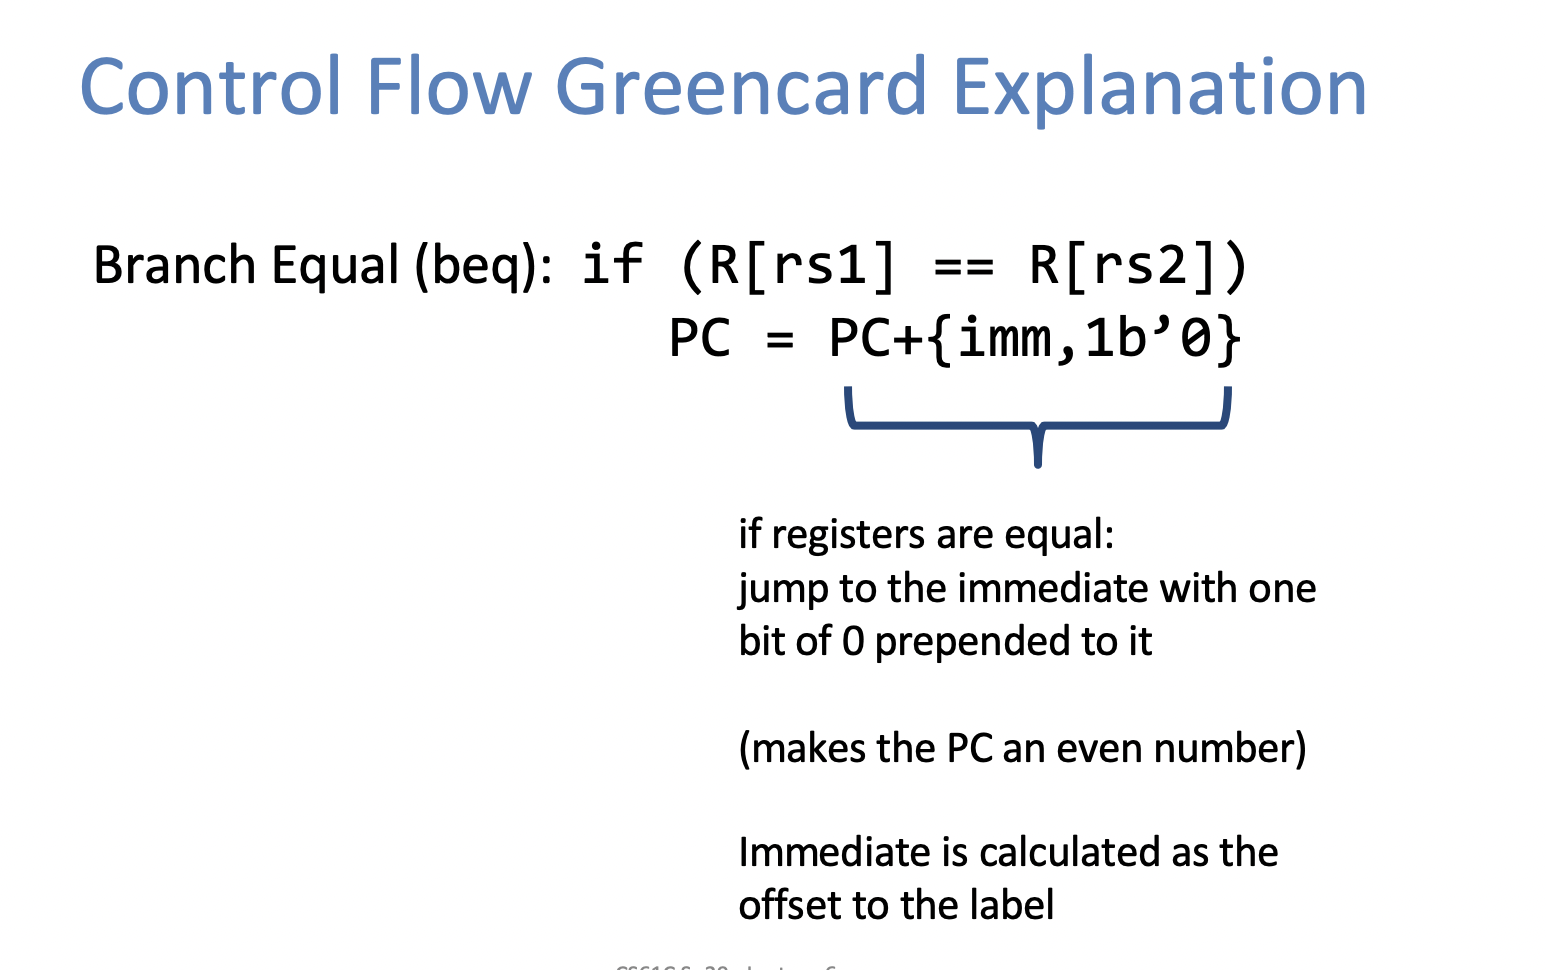 Control Flow Greencard Explanation
Branch Equal (beq): if (R[rs1] == R[rs2])
PC = PC+{imm,1b’0}
if registers are equal:
jump to the immediate with one
bit of 0 prepended to it
(makes the PC an even number)
Immediate is calculated as the
offset to the label